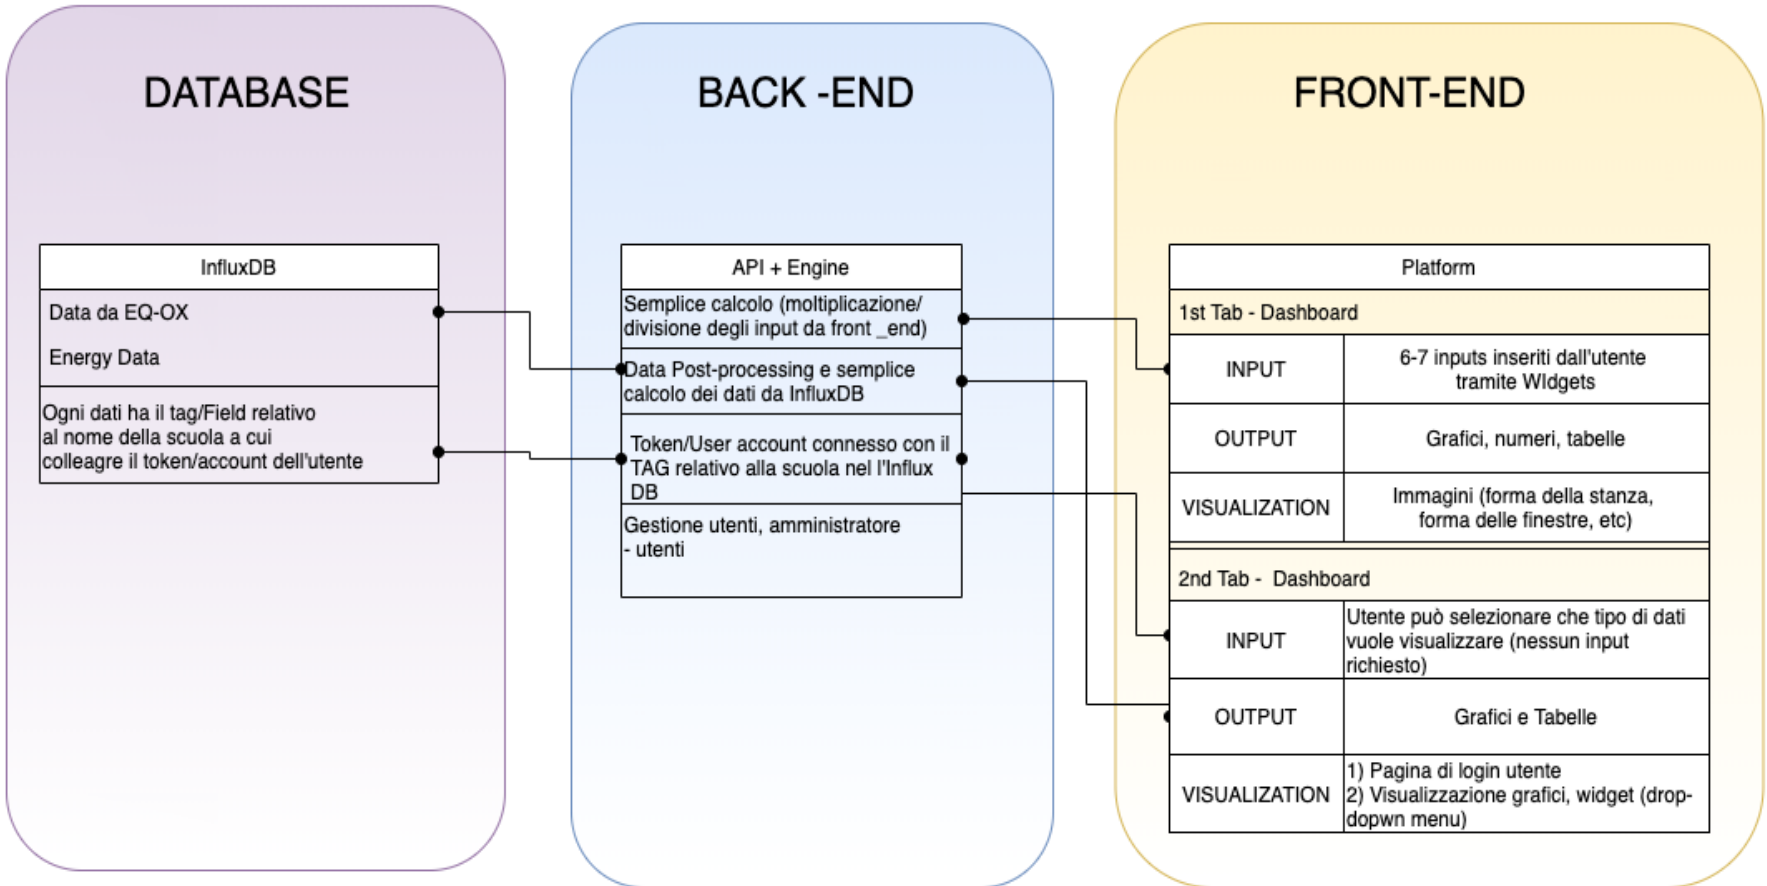 DATABASE
InfluxDB
Data da EQ-OX
Energy Data
Ogni dati ha il tag/Field relativo
al nome della scuola a cui
colleagre il token/account dell'utente
BACK -END
API + Engine
Semplice calcolo (moltiplicazione/
divisione degli input da front _end)
Data Post-processing e semplice
calcolo dei dati da InfluxDB
Token/User account connesso con il
TAG relativo alla scuola nel l'Influx
DB
Gestione utenti, amministratore
- utenti
FRONT-END
Platform
1st Tab - Dashboard
INPUT
6-7 inputs inseriti dall'utente
tramite WIdgets
OUTPUT
Grafici, numeri, tabelle
VISUALIZATION
Immagini (forma della stanza,
forma delle finestre, etc)
2nd Tab - Dashboard
INPUT
Utente può selezionare che tipo di dati
vuole visualizzare (nessun input
richiesto)
OUTPUT
Grafici e Tabelle
VISUALIZATION
1) Pagina di login utente
2) Visualizzazione grafici, widget (drop-
dopwn menu)